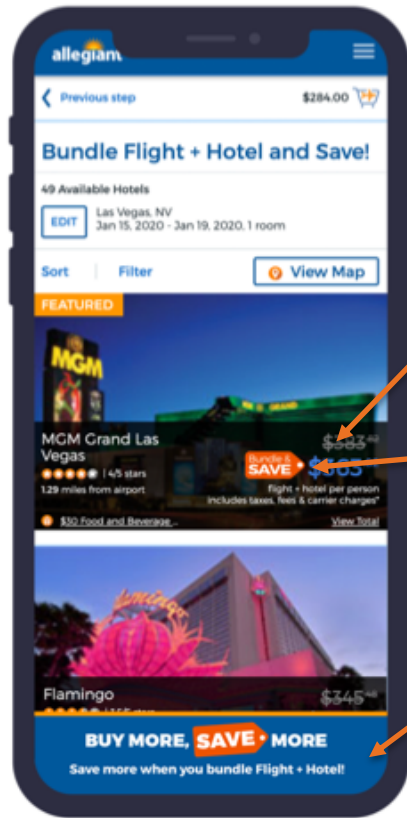 allegiant
Previous step
$284.00
Bundle Flight + Hotel and Save!
49 Available Hotels
EDIT
Las Vegas, NV
Jan 15, 2020 - Jan 19, 2020, 1 room
Sort
Filter
View Map
FEATURED
MGM
MGM Grand Las
Vegas
$383
Bundle &
SAVE
4/5 stars
1.29 miles from airport
flight + hotel per person
includes taxes, fees & carrier charges*
$30 Food and Beverage ...
View Total
Flamingo
Flamingo
$345
BUY MORE, SAVE MORE
Save more when you bundle Flight + Hotel!